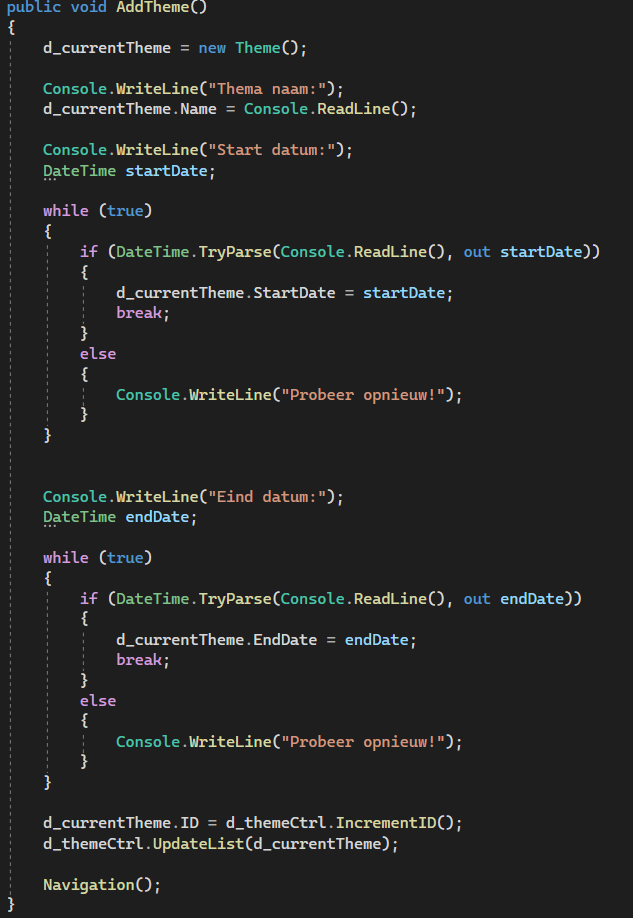 public void AddTheme()
{
    d_currentTheme = new Theme();

    Console.WriteLine("Thema naam:");
    d_currentTheme.Name = Console.ReadLine();

    Console.WriteLine("Start datum:");
    DateTime startDate;

    while (true)
    {
        if (DateTime.TryParse(Console.ReadLine(), out startDate))
        {
            d_currentTheme.StartDate = startDate;
            break;
        }
        else
        {
            Console.WriteLine("Probeer opnieuw!");
        }
    }


    Console.WriteLine("Eind datum:");
    DateTime endDate;

    while (true)
    {
        if (DateTime.TryParse(Console.ReadLine(), out endDate))
        {
            d_currentTheme.EndDate = endDate;
            break;
        }
        else
        {
            Console.WriteLine("Probeer opnieuw!");
        }
    }

    d_currentTheme.ID = d_themeCtrl.IncrementID();
    d_themeCtrl.UpdateList(d_currentTheme);

    Navigation();
}